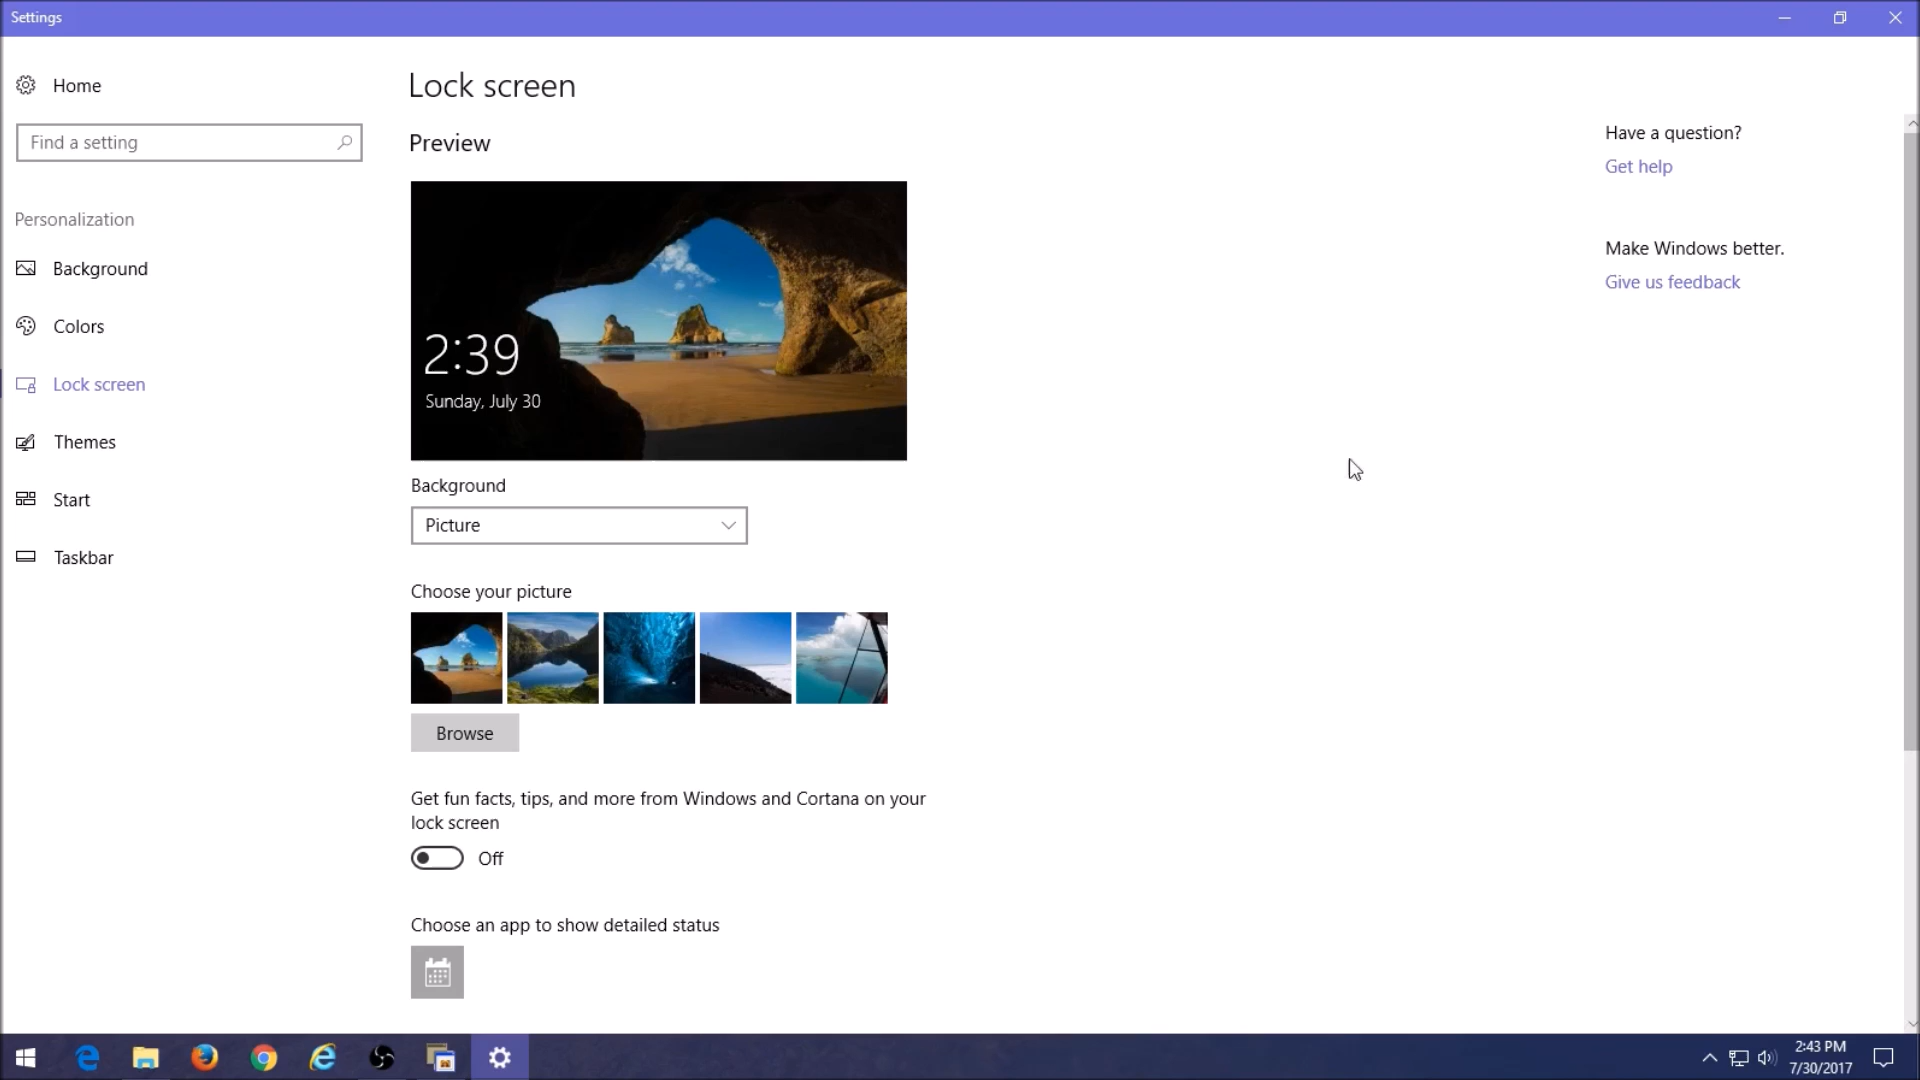 Settings
Home
Find a setting
Personalization
Background
Colors
Lock screen
Themes
Start
Taskbar
Lock screen
Preview
2:39
Sunday, July 30
Background
Picture
Choose your picture
Browse
Get fun facts, tips, and more from Windows and Cortana on your
lock screen
Off
Choose an app to show detailed status
Have a question?
Get help
Make Windows better.
Give us feedback
2:43 PM
7/30/2017